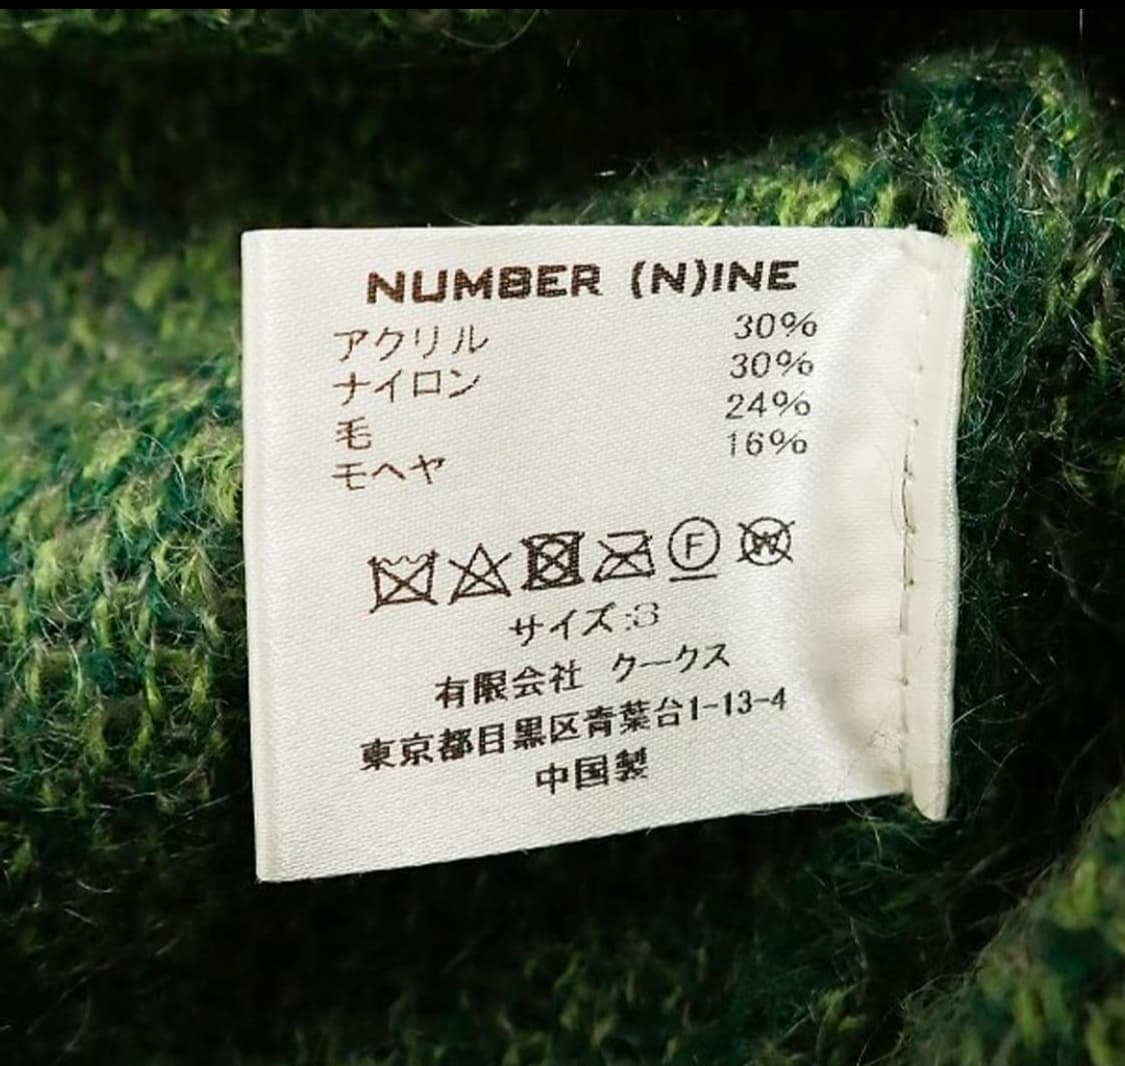 NUMBER (N)INE
アクリル 30%
ナイロン 30%
毛 24%
モヘヤ 16%
F W
サイズ:3
有限会社 クークス
東京都目黒区青葉台1-13-4
中国製